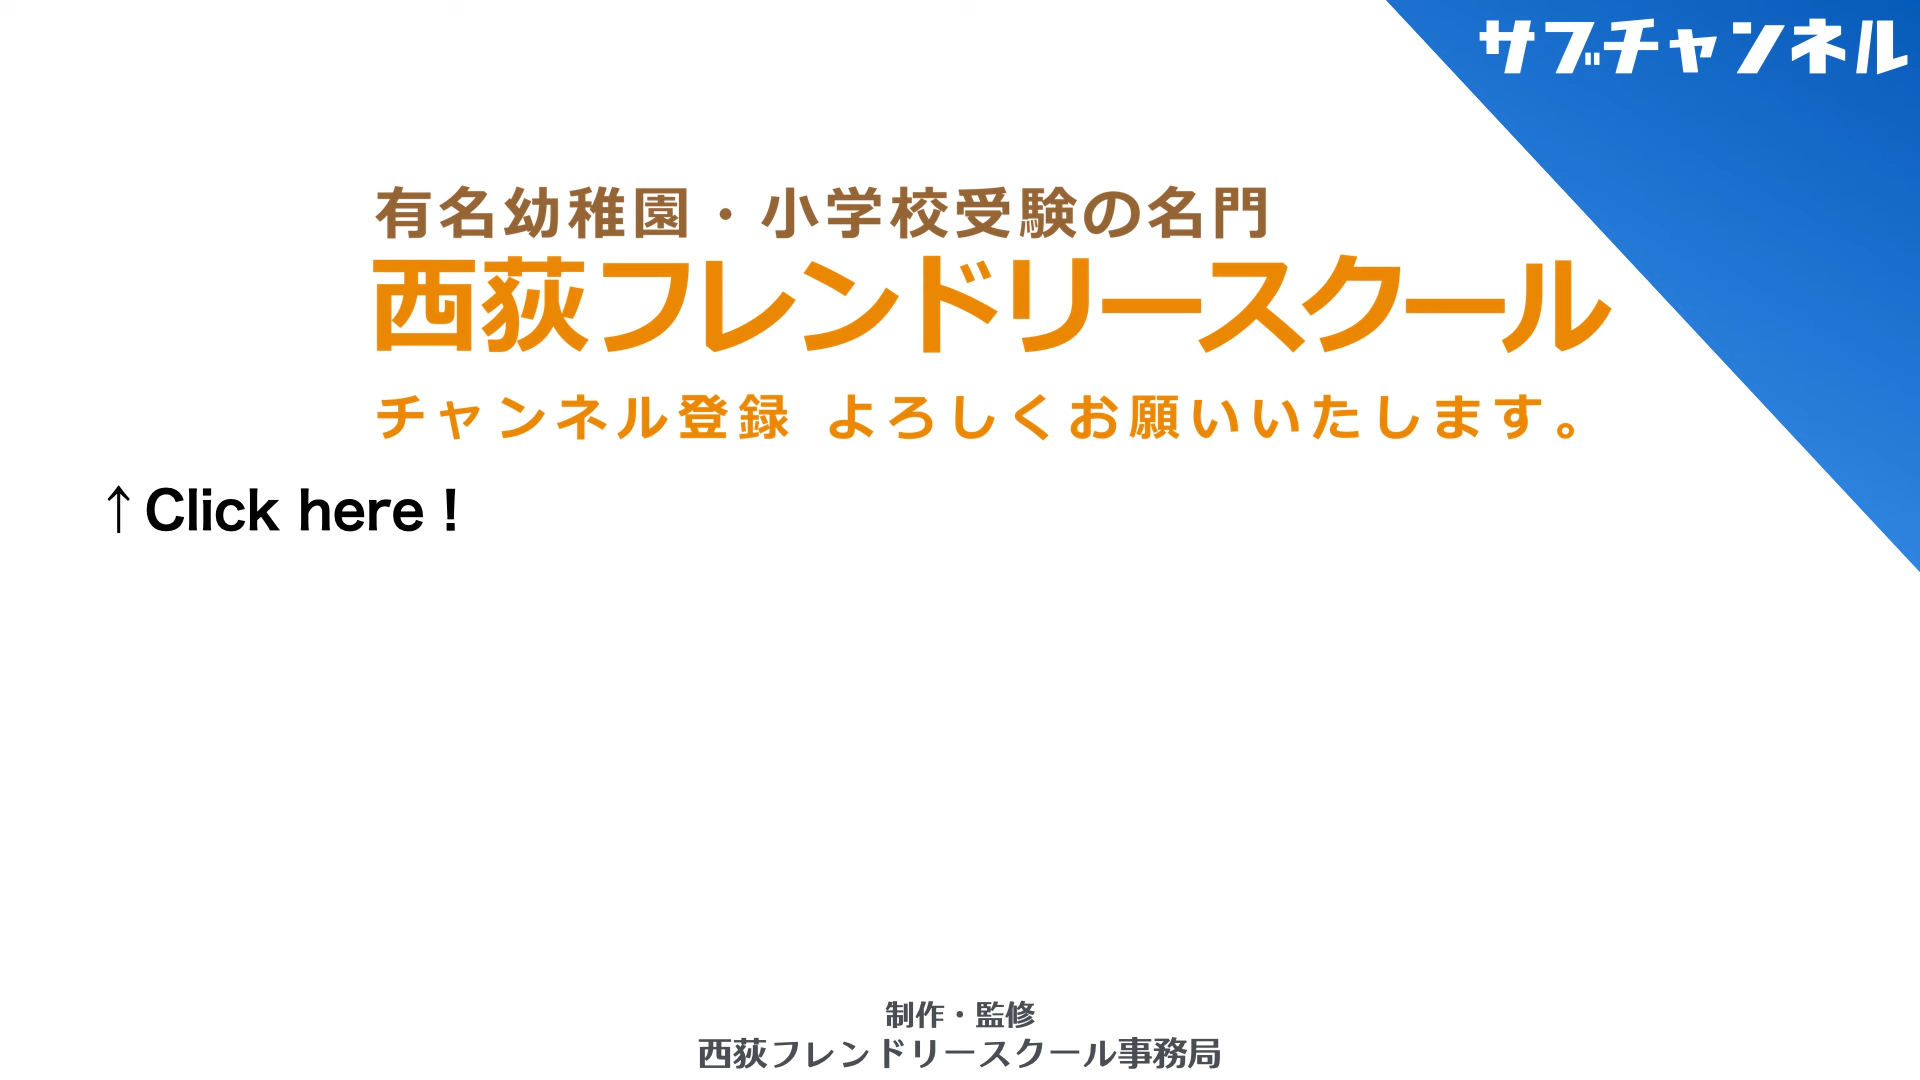 サブチャンネル
有名幼稚園・小学校受験の名門
西荻フレンドリースクール
チャンネル登録 よろしくお願いいたします。
↑Click here !
制作・監修
西荻フレンドリースクール事務局